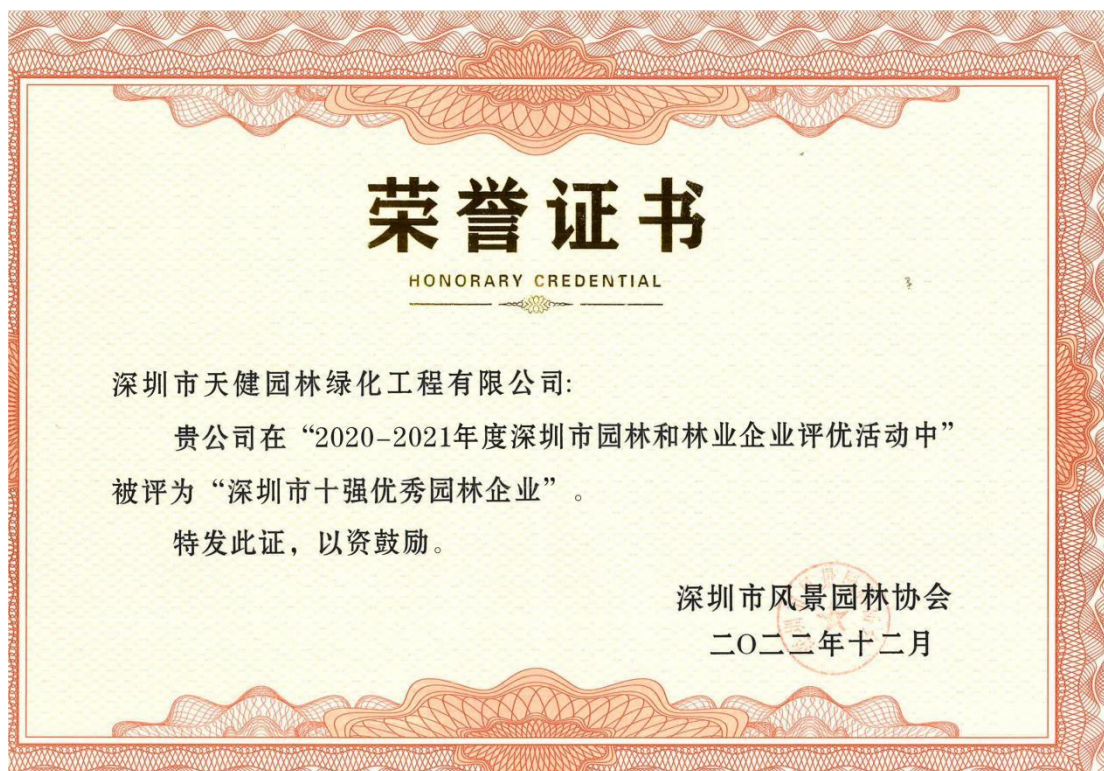 荣誉证书
HONORARY CREDENTIAL
深圳市天健园林绿化工程有限公司:
贵公司在“2020-2021年度深圳市园林和林业企业评优活动中”
被评为“深圳市十强优秀园林企业”。
特发此证，以资鼓励。
深圳市风景园林协会
二O二二年十二月